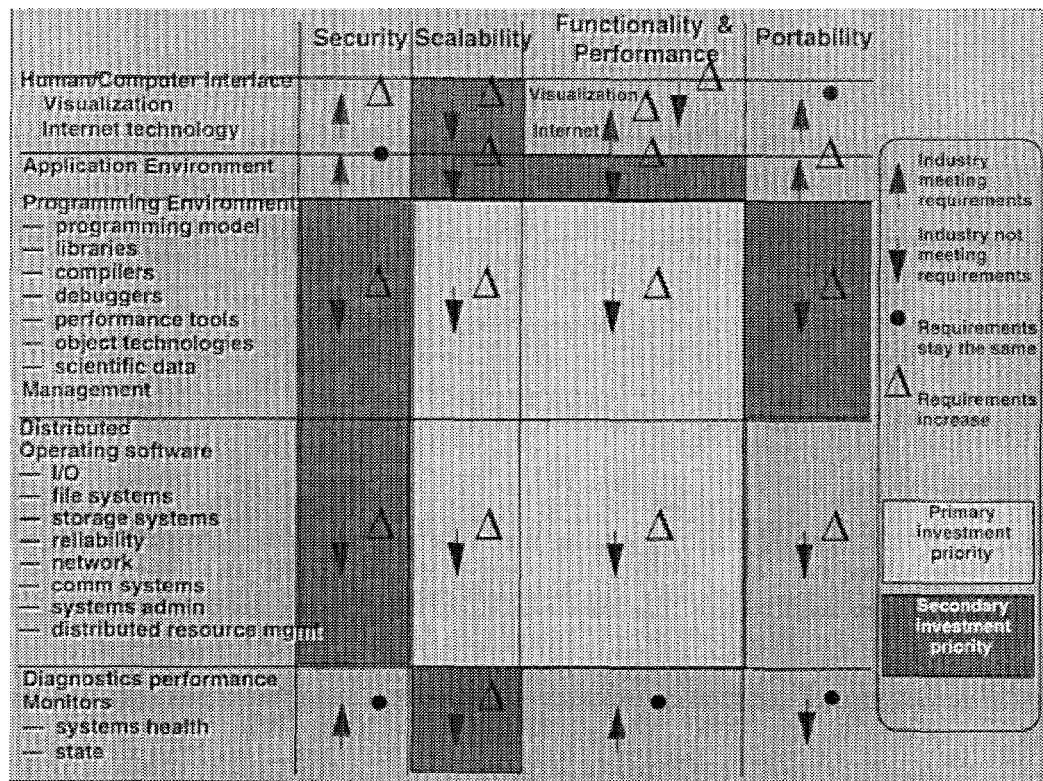 Security Scalability Functionality & Performance Portability
Human/Computer Interface
Visualization
Internet technology
Visualization
Internet
Application Environment
Programming Environment
— programming model
— libraries
— compilers
— debuggers
— performance tools
— object technologies
— scientific data
Management
Distributed
Operating software
— I/O
— file systems
— storage systems
— reliability
— network
— comm systems
— systems admin
— distributed resource mgmt
Diagnostics performance
Monitors
— systems health
— state
Industry
meeting
requirements
Industry not
meeting
requirements
Requirements
stay the same
Δ Requirements
increase
Primary
investment
priority
Secondary
investment
priority